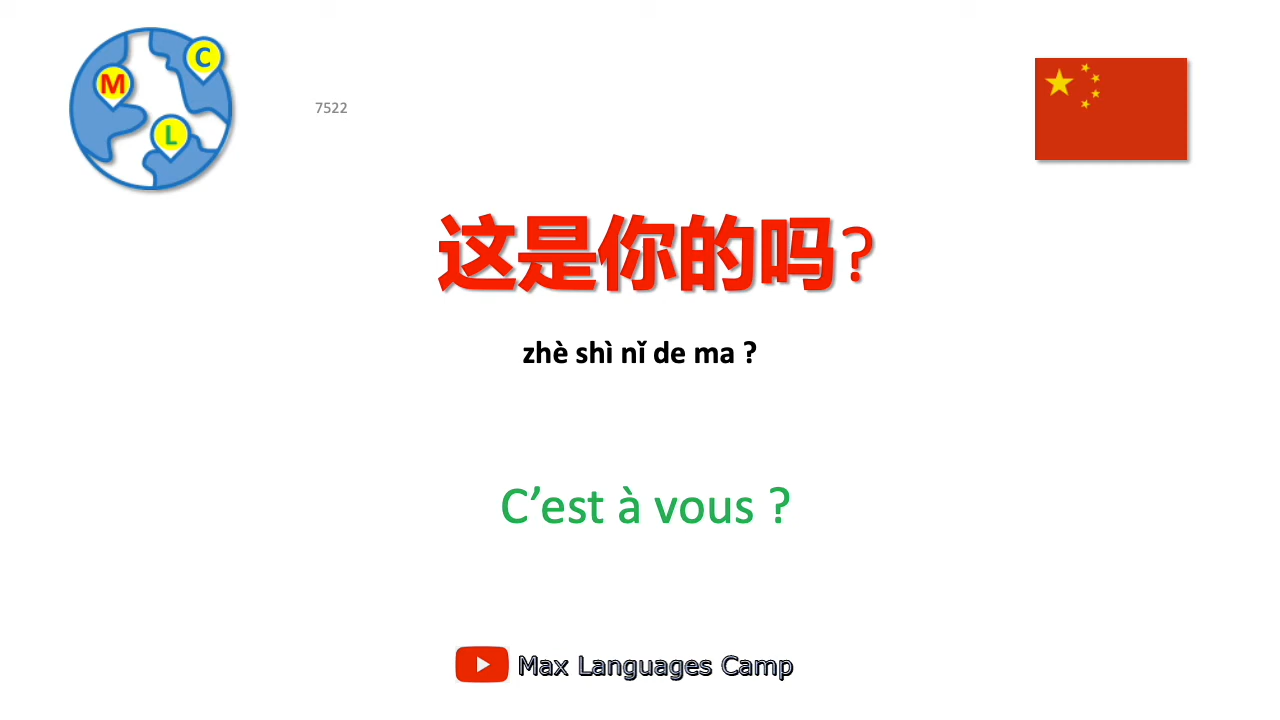 M
C
L
7522
这是你的吗?
zhè shì nǐ de ma ?
C’est à vous ?
Max Languages Camp